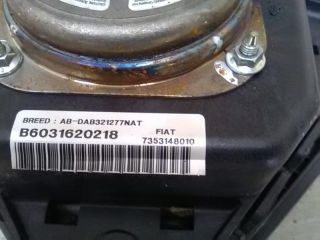 BREED : AB-DAB321277NAT
B6031620218
FIAT
7353148010